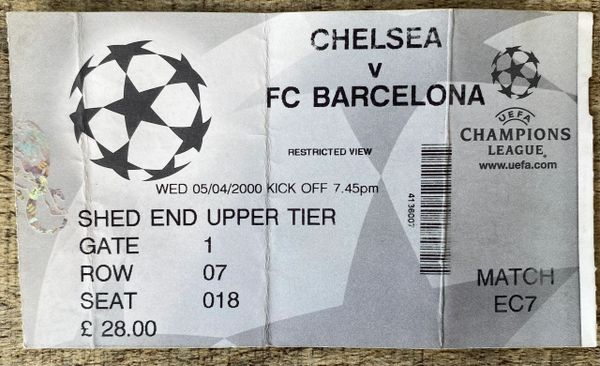 CHELSEA
v
FC BARCELONA
UEFA
CHAMPIONS
LEAGUE
www.uefa.com
RESTRICTED VIEW
WED 05/04/2000 KICK OFF 7.45pm
4136007
SHED END UPPER TIER
GATE 1
ROW 07
SEAT 018
£ 28.00
MATCH
EC7